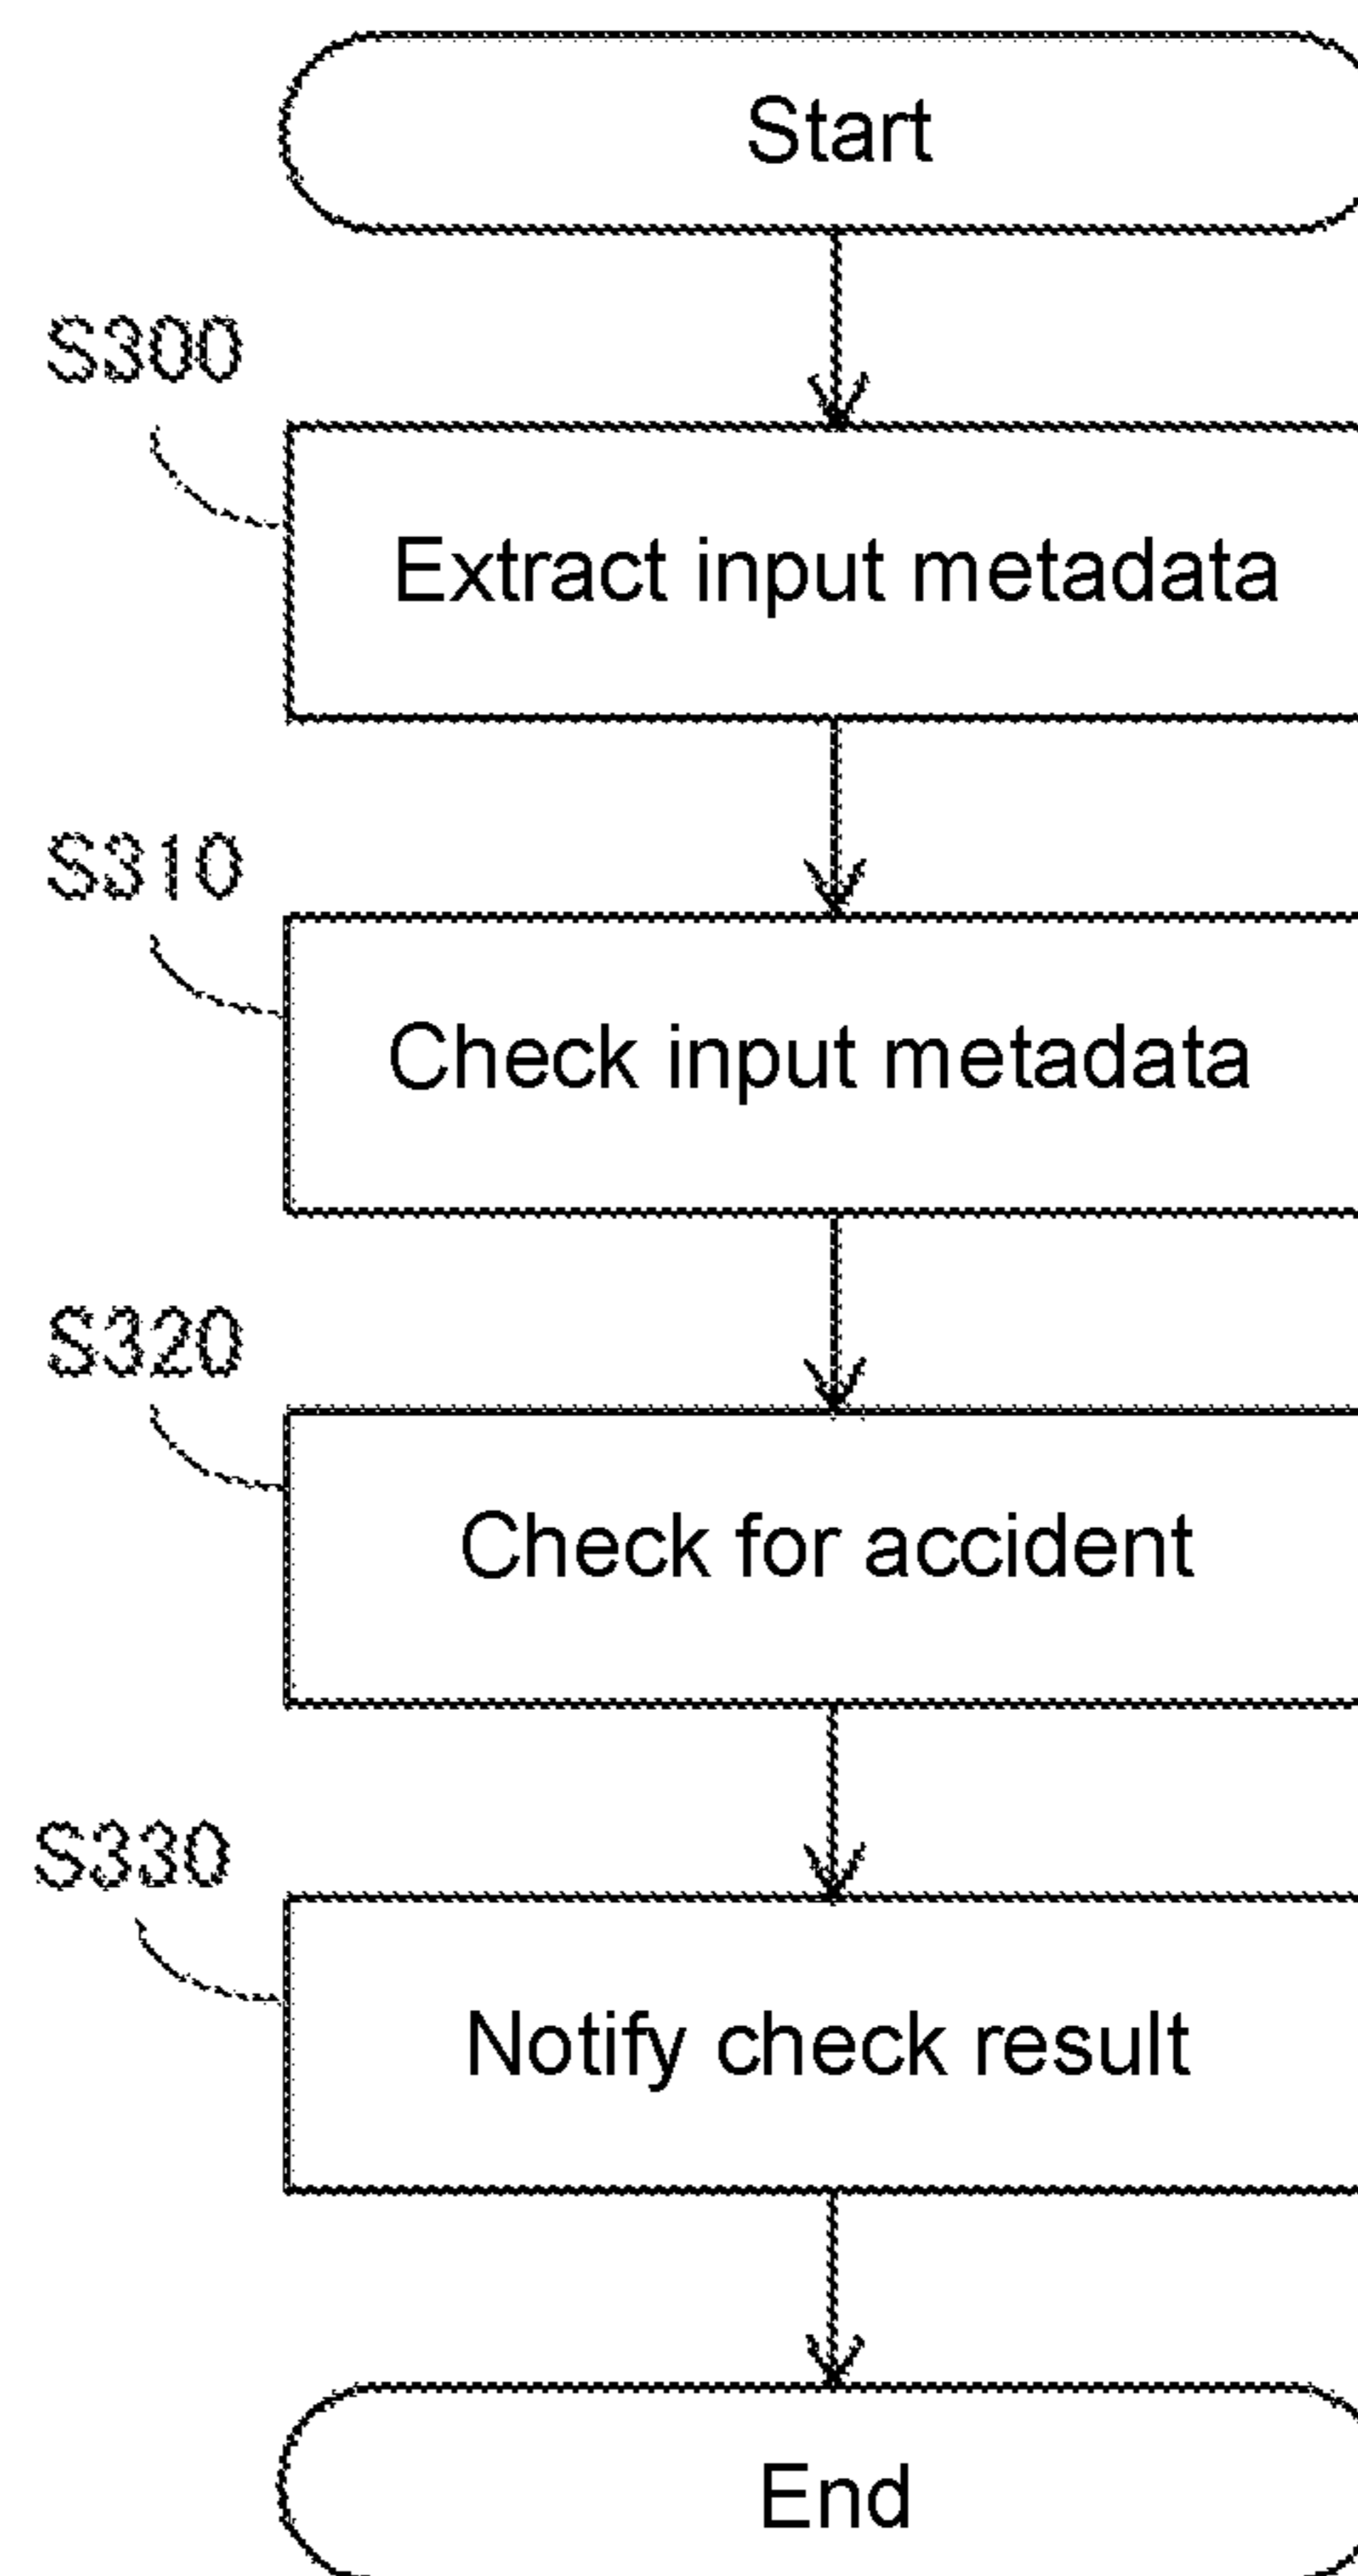 Start
S300
Extract input metadata
S310
Check input metadata
S320
Check for accident
S330
Notify check result
End